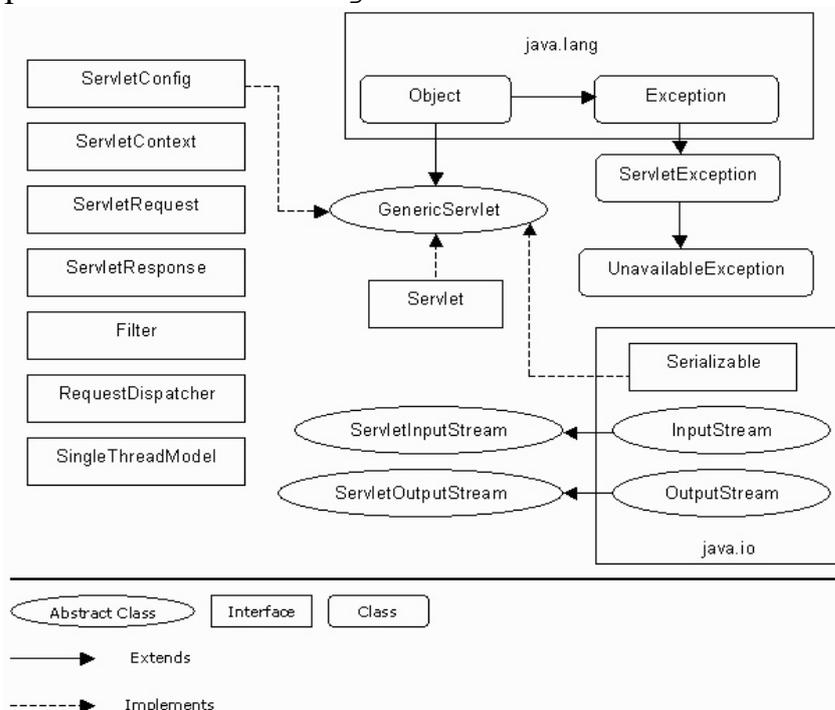 java.lang
ServletConfig
Object
Exception
ServletContext
ServletException
ServletRequest
GenericServlet
ServletResponse
UnavailableException
Servlet
Filter
Serializable
RequestDispatcher
ServletInputStream
InputStream
SingleThreadModel
ServletOutputStream
OutputStream
java.io
Abstract Class
Interface
Class
Extends
Implements